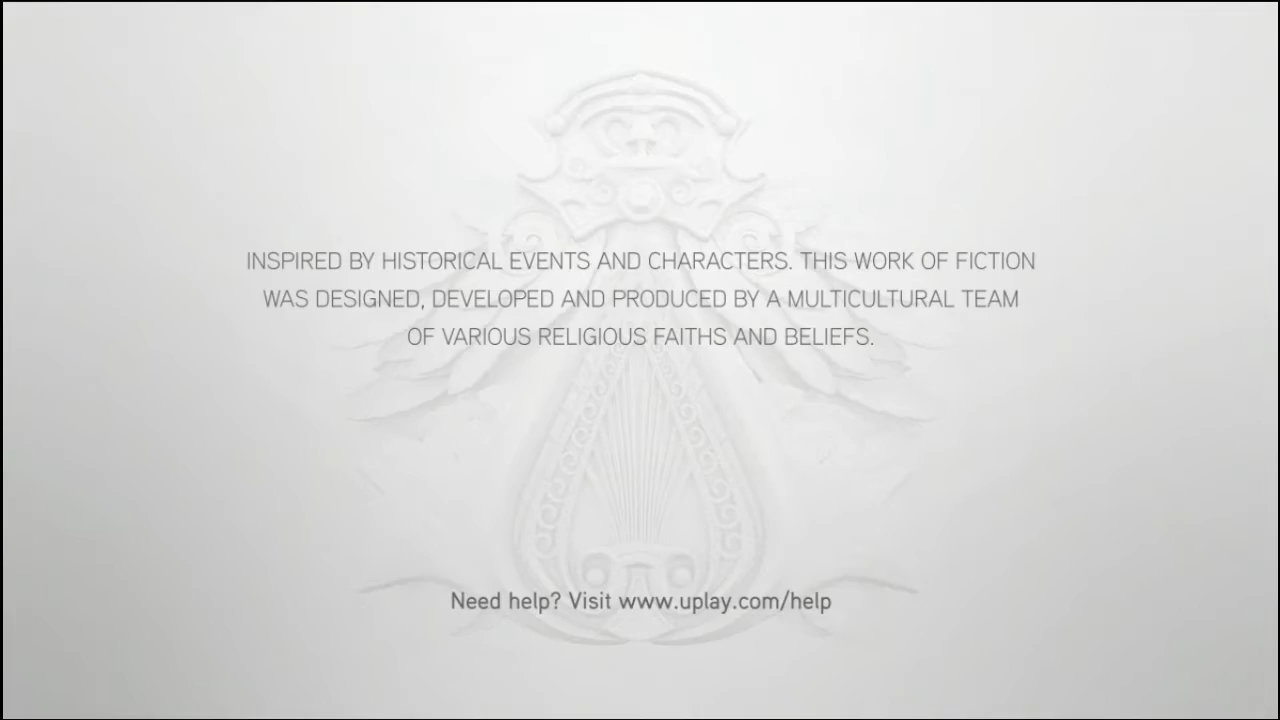 INSPIRED BY HISTORICAL EVENTS AND CHARACTERS. THIS WORK OF FICTION
WAS DESIGNED, DEVELOPED AND PRODUCED BY A MULTICULTURAL TEAM
OF VARIOUS RELIGIOUS FAITHS AND BELIEFS.
Need help? Visit www.uplay.com/help